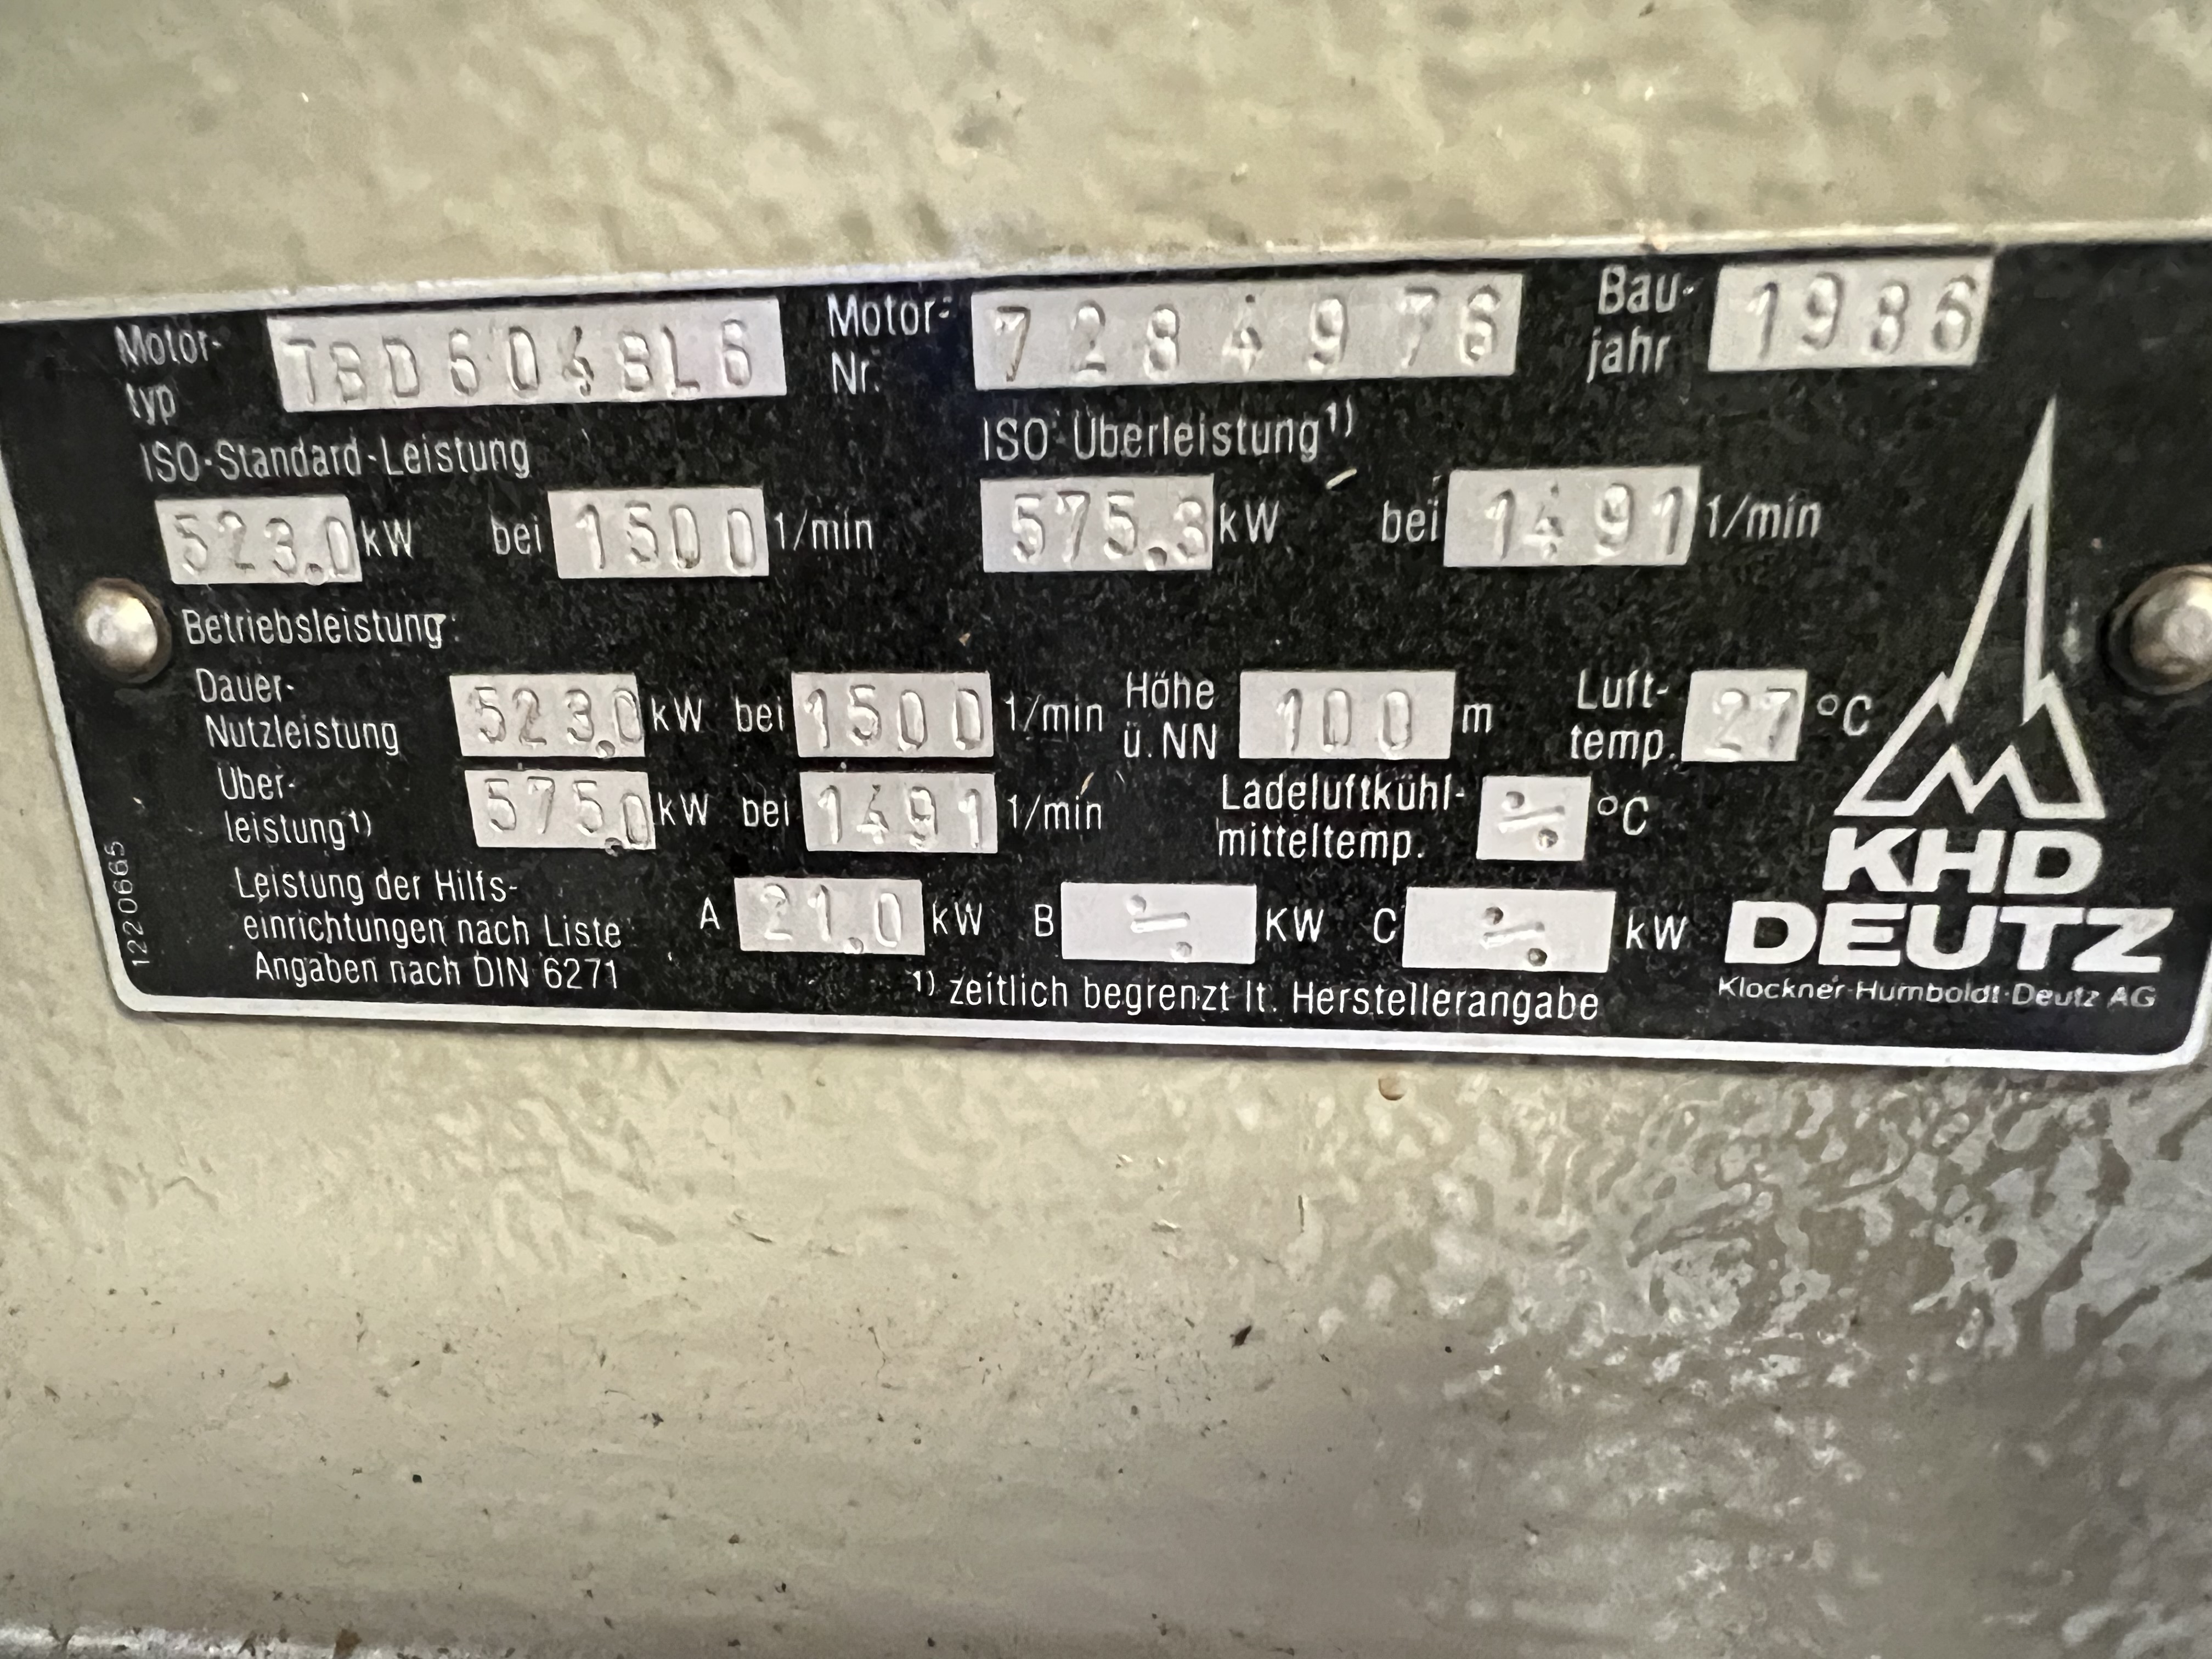 Motor- TBD604BL6 Motor- 7284976 Bau- 1986
typ Nr. jahr
ISO-Standard-Leistung ISO-Überleistung¹⁾
523.0 kW bei 1500 1/min 575.3 kW bei 1491 1/min
Betriebsleistung:
Dauer- 523.0 kW bei 1500 1/min Höhe 100 m Luft- 27 °C
Nutzleistung ü.NN temp.
Über- 575.0 kW bei 1491 1/min Ladeluftkühl- ⁒ °C
leistung¹⁾ mitteltemp.
Leistung der Hilfs-
einrichtungen nach Liste A 21.0 kW B ⁒ KW C ⁒ kW
Angaben nach DIN 6271
¹⁾ zeitlich begrenzt lt. Herstellerangabe
KHD
DEUTZ
Klöckner-Humboldt-Deutz AG
1220665